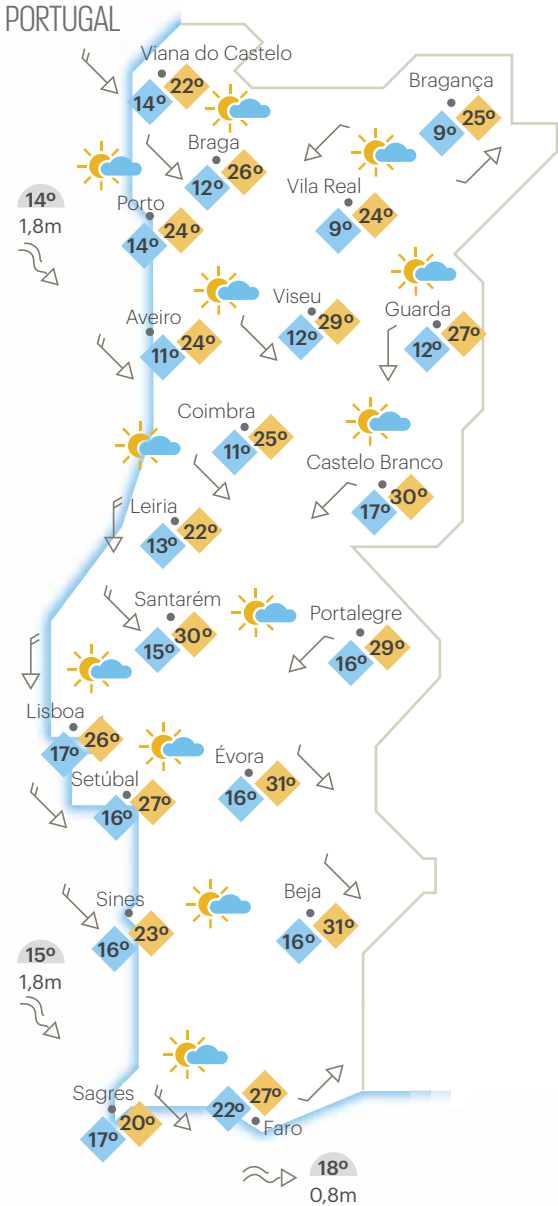 PORTUGAL
Viana do Castelo
14º 22º
Bragança
9º 25º
Braga
12º 26º
Vila Real
9º 24º
14º
1,8m
Porto
14º 24º
Viseu
12º 29º
Guarda
12º 27º
Aveiro
11º 24º
Coimbra
11º 25º
Castelo Branco
17º 30º
Leiria
13º 22º
Santarém
15º 30º
Portalegre
16º 29º
Lisboa
17º 26º
Évora
16º 31º
Setúbal
16º 27º
Sines
16º 23º
Beja
16º 31º
15º
1,8m
Sagres
17º 20º
22º 27º
Faro
18º
0,8m